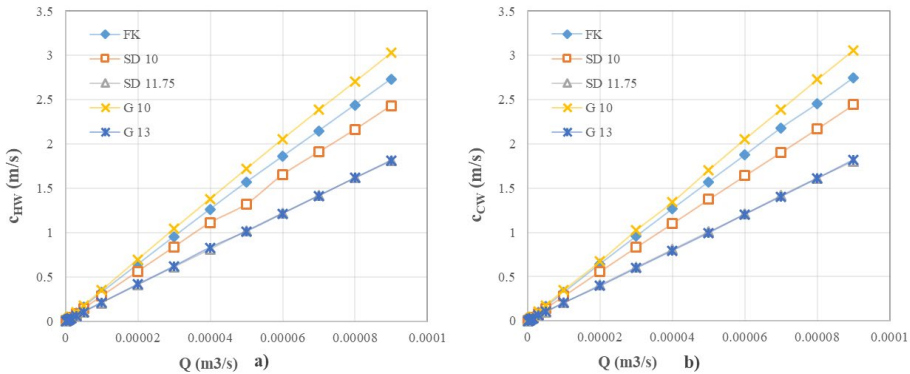 3.5
3
2.5
2
1.5
1
0.5
0
c_HW (m/s)
FK
SD 10
SD 11.75
G 10
G 13
0 0.00002 0.00004 0.00006 0.00008 0.0001
Q (m3/s) a)
3.5
3
2.5
2
1.5
1
0.5
0
c_CW (m/s)
FK
SD 10
SD 11.75
G 10
G 13
0 0.00002 0.00004 0.00006 0.00008 0.0001
Q (m3/s) b)